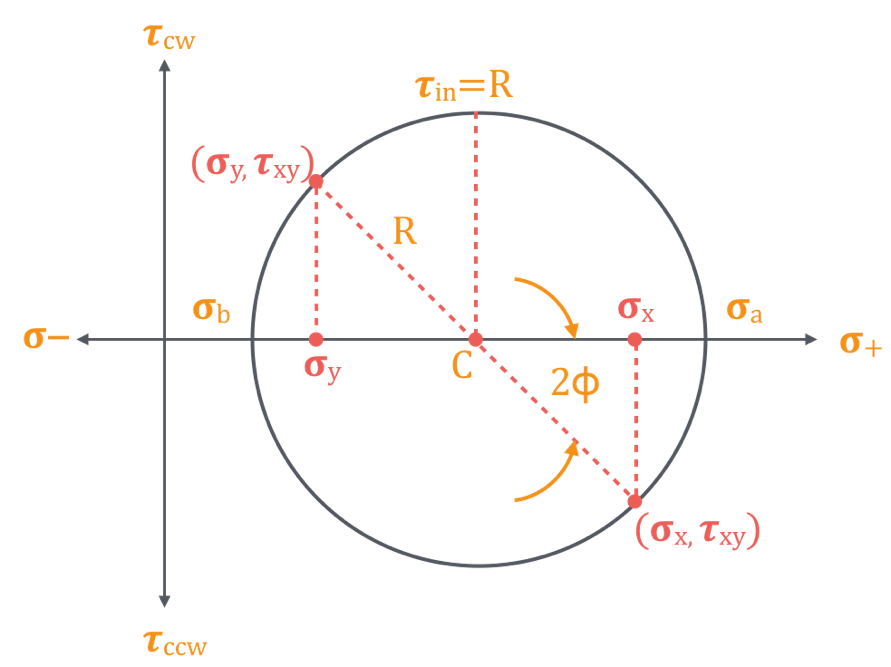 τcw
τin=R
(σy, τxy)
R
σb
σx
σa
σ−
σ+
σy
C
2ϕ
(σx, τxy)
τccw